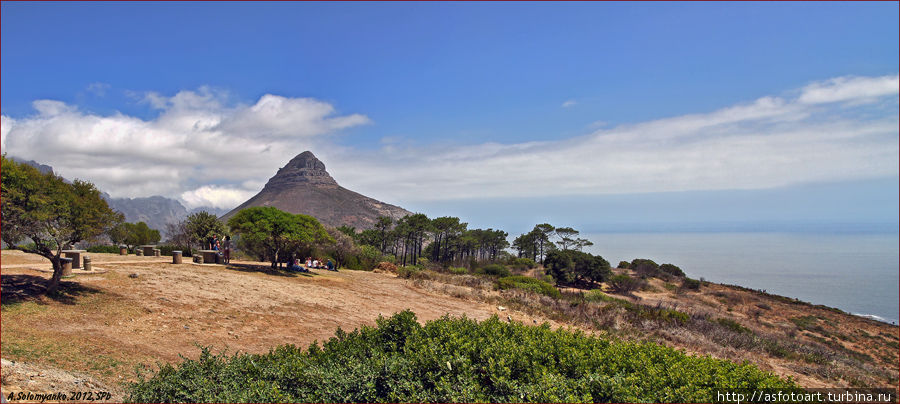 A.Solomyanko, 2012, SPb
http://asfotoart.turbina.ru